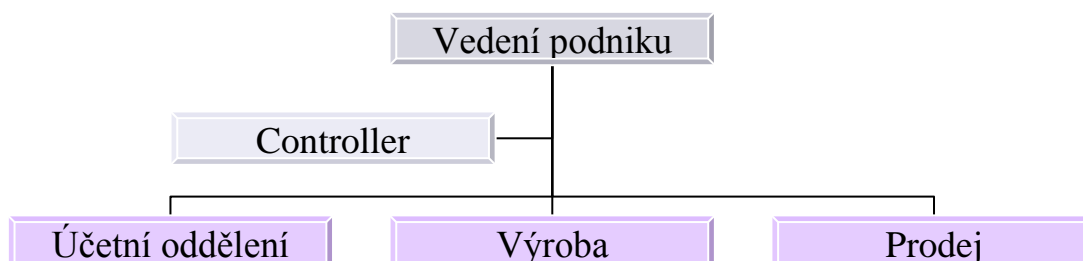 Vedení podniku
Controller
Účetní oddělení
Výroba
Prodej